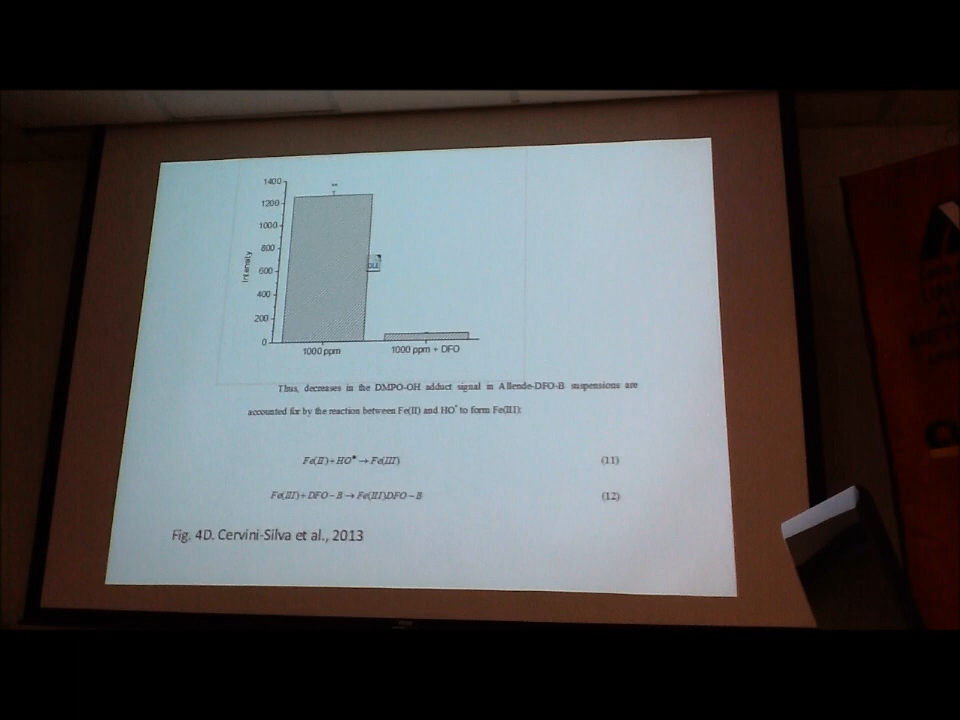 1400
**
1200
1000
800
600
400
200
0
Intensity
1000 ppm
1000 ppm + DFO
Thus, decreases in the DMPO-OH adduct signal in Allende-DFO-B suspensions are
accounted for by the reaction between Fe(II) and HO• to form Fe(III):
Fe(II)+HO• → Fe(III) (11)
Fe(III)+DFO-B → Fe(III)DFO-B (12)
Fig. 4D. Cervini-Silva et al., 2013